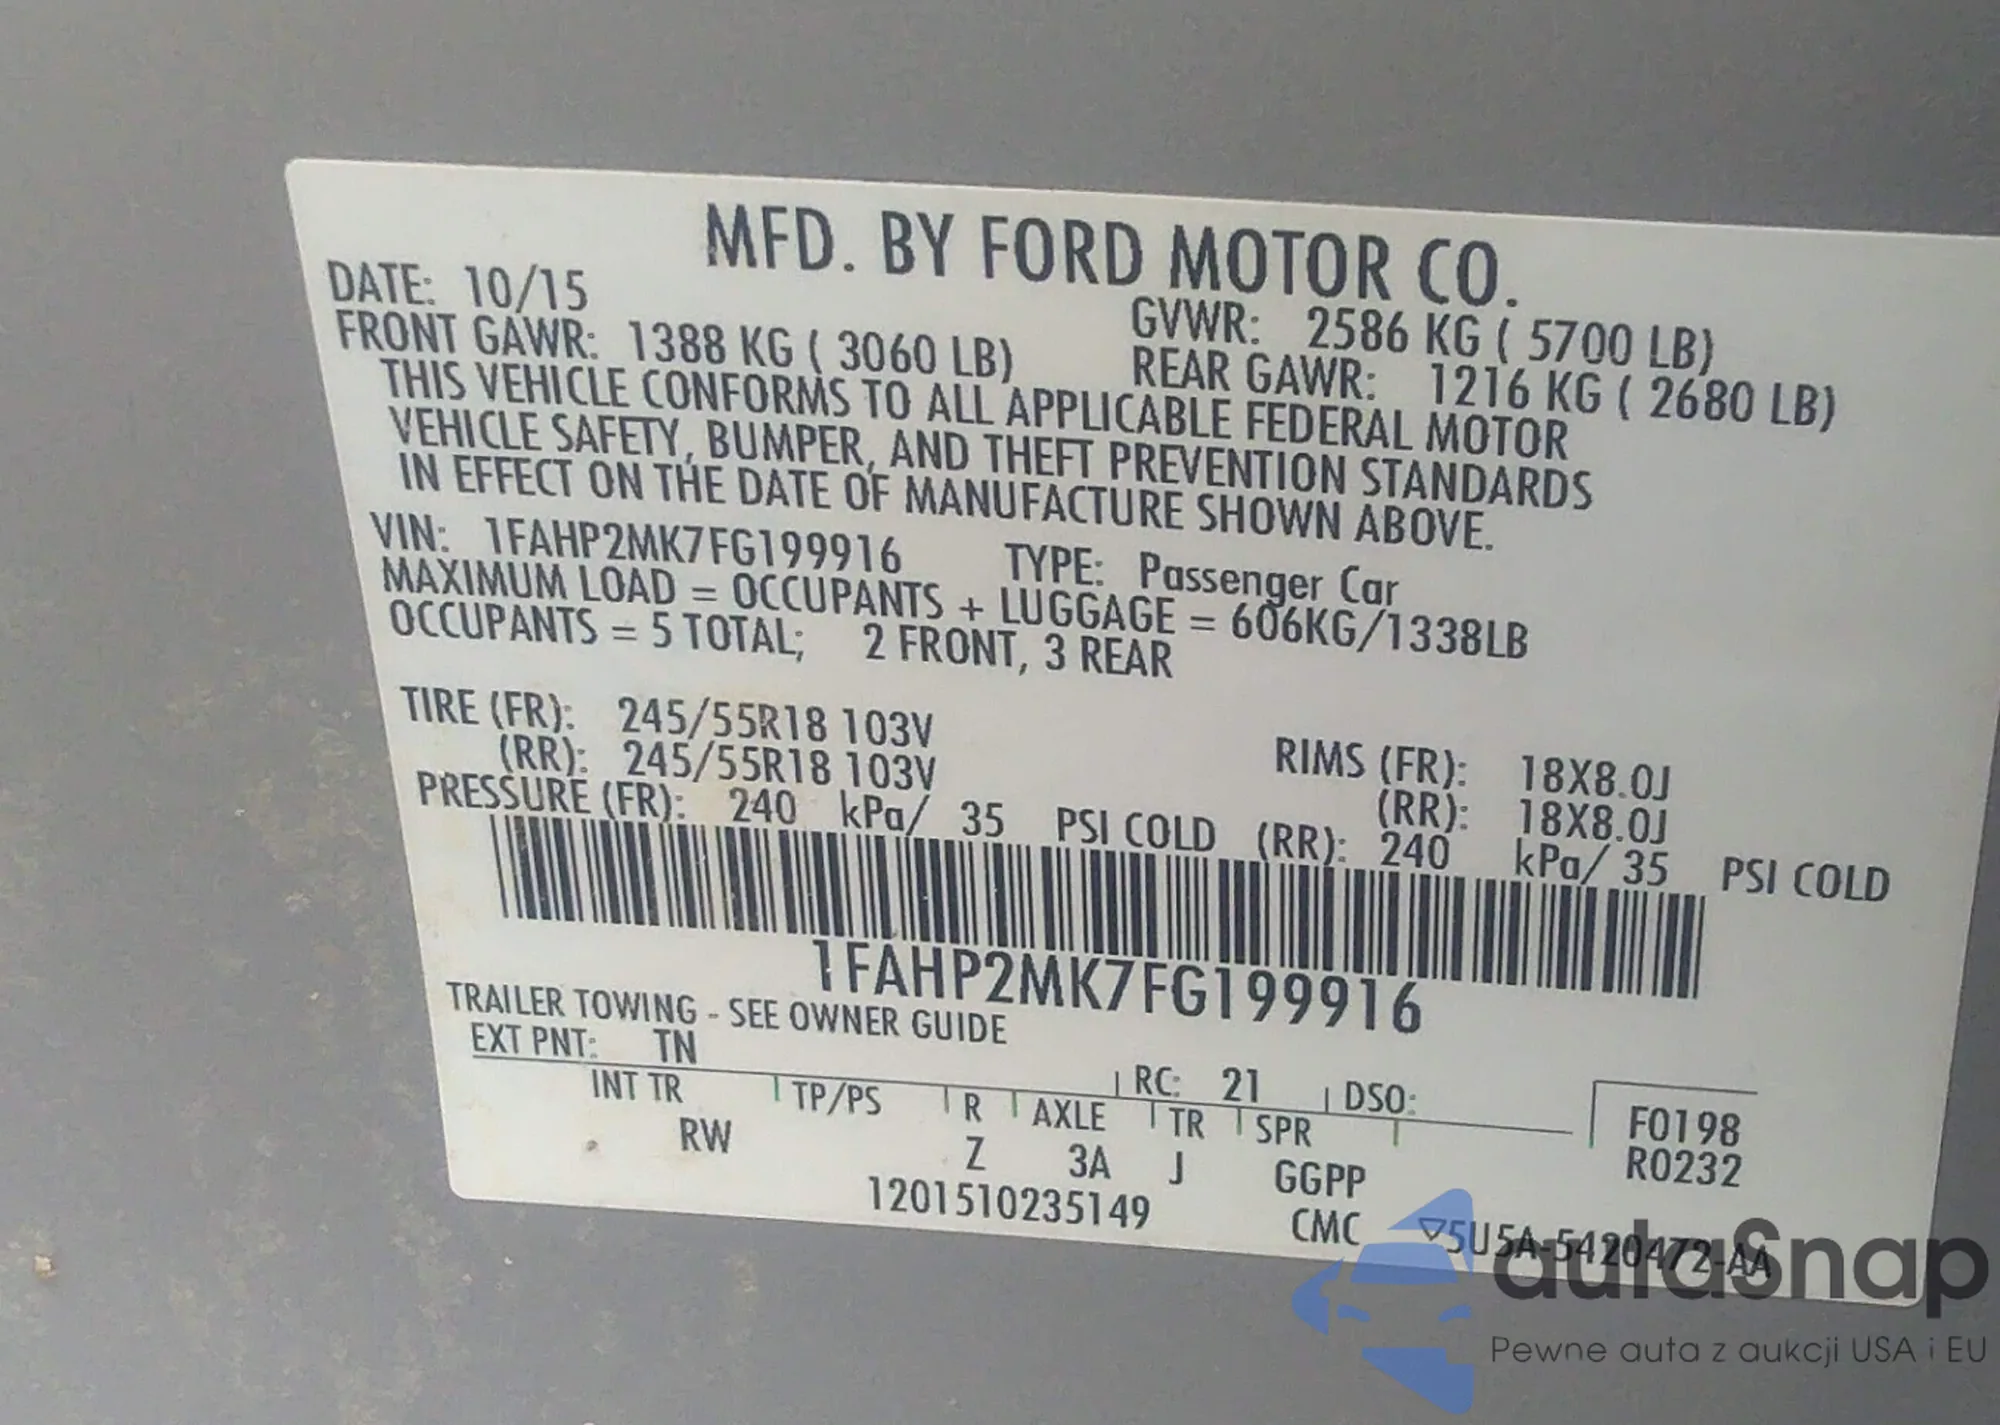 MFD. BY FORD MOTOR CO.
DATE: 10/15 GVWR: 2586 KG ( 5700 LB)
FRONT GAWR: 1388 KG ( 3060 LB) REAR GAWR: 1216 KG ( 2680 LB)
THIS VEHICLE CONFORMS TO ALL APPLICABLE FEDERAL MOTOR
VEHICLE SAFETY, BUMPER, AND THEFT PREVENTION STANDARDS
IN EFFECT ON THE DATE OF MANUFACTURE SHOWN ABOVE.
VIN: 1FAHP2MK7FG199916 TYPE: Passenger Car
MAXIMUM LOAD = OCCUPANTS + LUGGAGE = 606KG/1338LB
OCCUPANTS = 5 TOTAL; 2 FRONT, 3 REAR
TIRE (FR): 245/55R18 103V RIMS (FR): 18X8.0J
(RR): 245/55R18 103V (RR): 18X8.0J
PRESSURE (FR): 240 kPa/ 35 PSI COLD (RR): 240 kPa/ 35 PSI COLD
1FAHP2MK7FG199916
TRAILER TOWING - SEE OWNER GUIDE
EXT PNT: TN RC: 21 DSO:
INT TR TP/PS R AXLE TR SPR F0198
RW Z 3A J GGPP R0232
1201510235149 CMC ▽5U5A-5420472-AA
autaSnap
Pewne auta z aukcji USA i EU